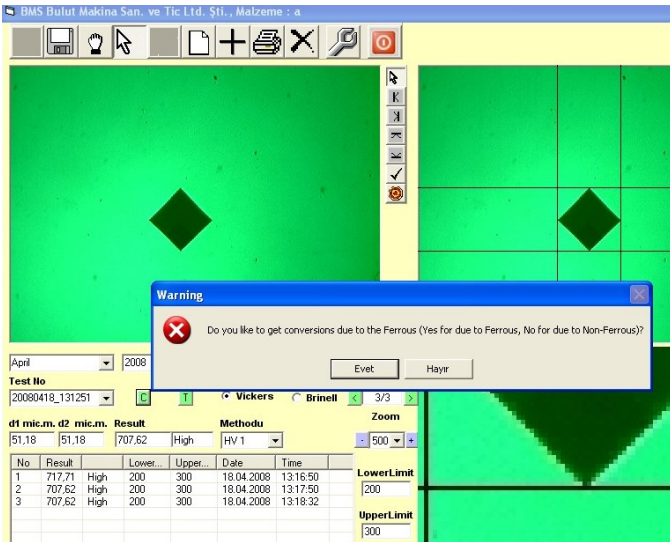 BMS Bulut Makina San. ve Tic Ltd. Şti., Malzeme : a
K
K
Warning
Do you like to get conversions due to the Ferrous (Yes for due to Ferrous, No for due to Non-Ferrous)?
Evet Hayır
April 2008
Test No
20080418_131251 C T Vickers Brinell < 3/3 >
d1 mic.m. d2 mic.m. Result Methodu Zoom
51,18 51,18 707,62 High HV 1 - 500 +
No Result Lower... Upper... Date Time
1 717,71 High 200 300 18.04.2008 13:16:50
2 707,62 High 200 300 18.04.2008 13:17:50
3 707,62 High 200 300 18.04.2008 13:18:32
LowerLimit
200
UpperLimit
300